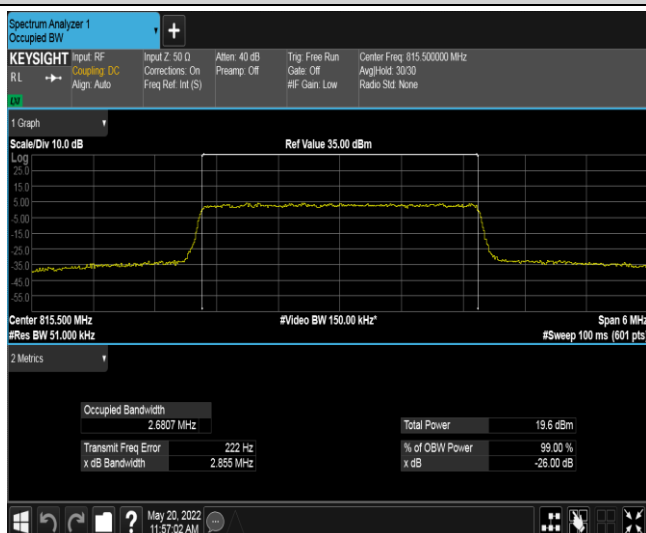 Spectrum Analyzer 1
Occupied BW
+
KEYSIGHT Input: RF Input Z: 50 Ω Atten: 40 dB Trig: Free Run Center Freq: 815.500000 MHz
RL Coupling: DC Corrections: On Preamp: Off Gate: Off Avg|Hold: 30/30
Align: Auto Freq Ref: Int (S) #IF Gain: Low Radio Std: None
1 Graph
Scale/Div 10.0 dB Ref Value 35.00 dBm
Log
25.0
15.0
5.00
-5.00
-15.0
-25.0
-35.0
-45.0
-55.0
Center 815.500 MHz #Video BW 150.00 kHz* Span 6 MHz
#Res BW 51.000 kHz #Sweep 100 ms (601 pts)
2 Metrics
Occupied Bandwidth
2.6807 MHz Total Power 19.6 dBm
Transmit Freq Error 222 Hz % of OBW Power 99.00 %
x dB Bandwidth 2.855 MHz x dB -26.00 dB
? May 20, 2022
11:57:02 AM